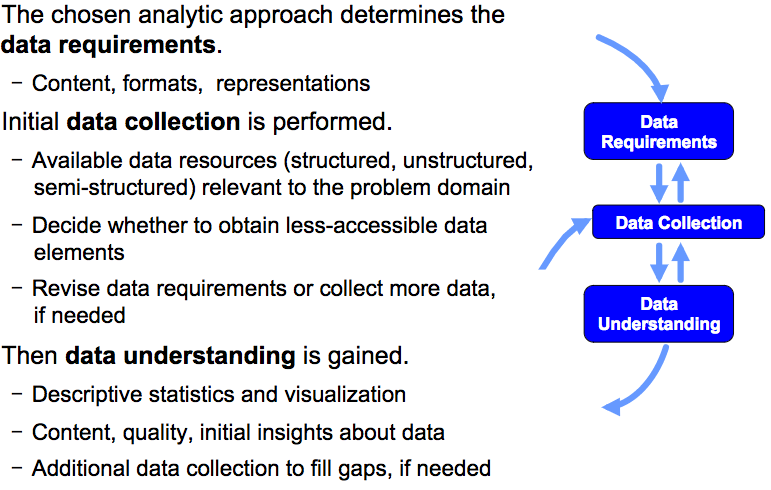 The chosen analytic approach determines the
data requirements.
– Content, formats, representations
Initial data collection is performed.
– Available data resources (structured, unstructured,
semi-structured) relevant to the problem domain
– Decide whether to obtain less-accessible data
elements
– Revise data requirements or collect more data,
if needed
Then data understanding is gained.
– Descriptive statistics and visualization
– Content, quality, initial insights about data
– Additional data collection to fill gaps, if needed
Data
Requirements
Data Collection
Data
Understanding